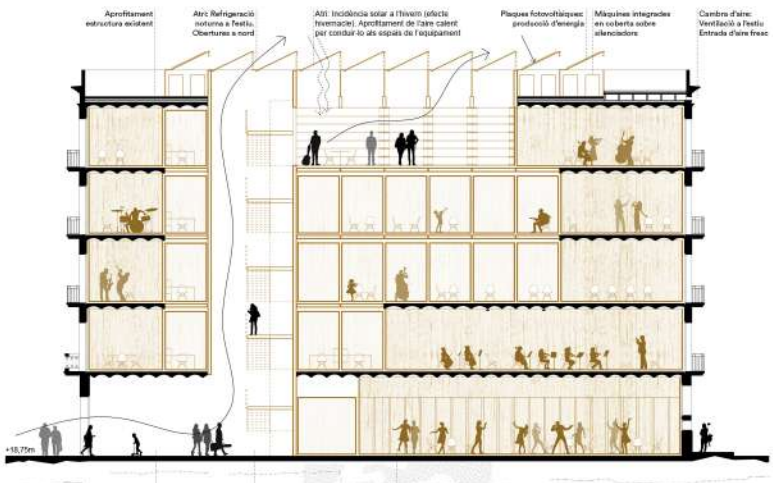 Aprofitament
estructura existent
Atri: Refrigeració
notorna a l'estiu.
Obertures a nord
Atri: Incidència solar a l'hivern (efecte
hivernacle). Aprofitament de l'aire calent
per conduir-lo als espais de l'equipament
Plaques fotovoltàiques:
producció d'energia
Màquines integrades
en coberta sobre
silenciadors
Cambra d'aire:
Ventilació a l'estiu
Entrada d'aire fresc
+18,75m